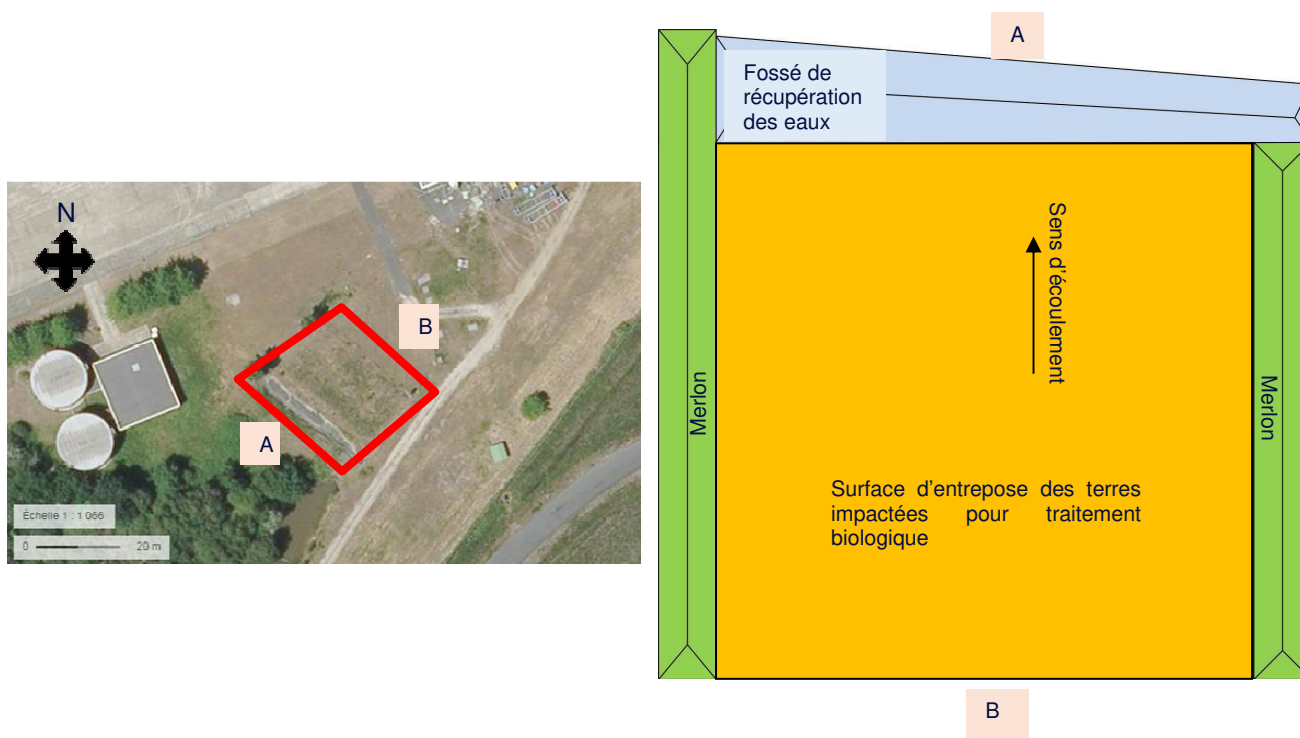 N
B
A
Échelle 1 : 1 066
0 20 m
A
Fossé de
récupération
des eaux
Sens d'écoulement
Merlon
Merlon
Surface d'entrepose des terres
impactées pour traitement
biologique
B